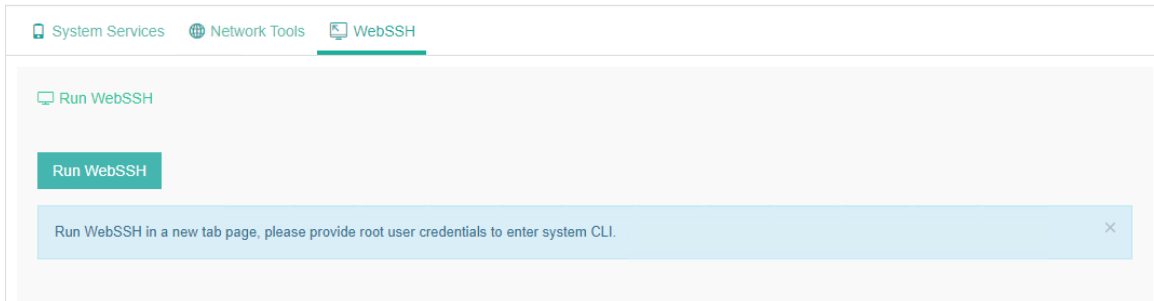 System Services Network Tools WebSSH
Run WebSSH
Run WebSSH
Run WebSSH in a new tab page, please provide root user credentials to enter system CLI. ×